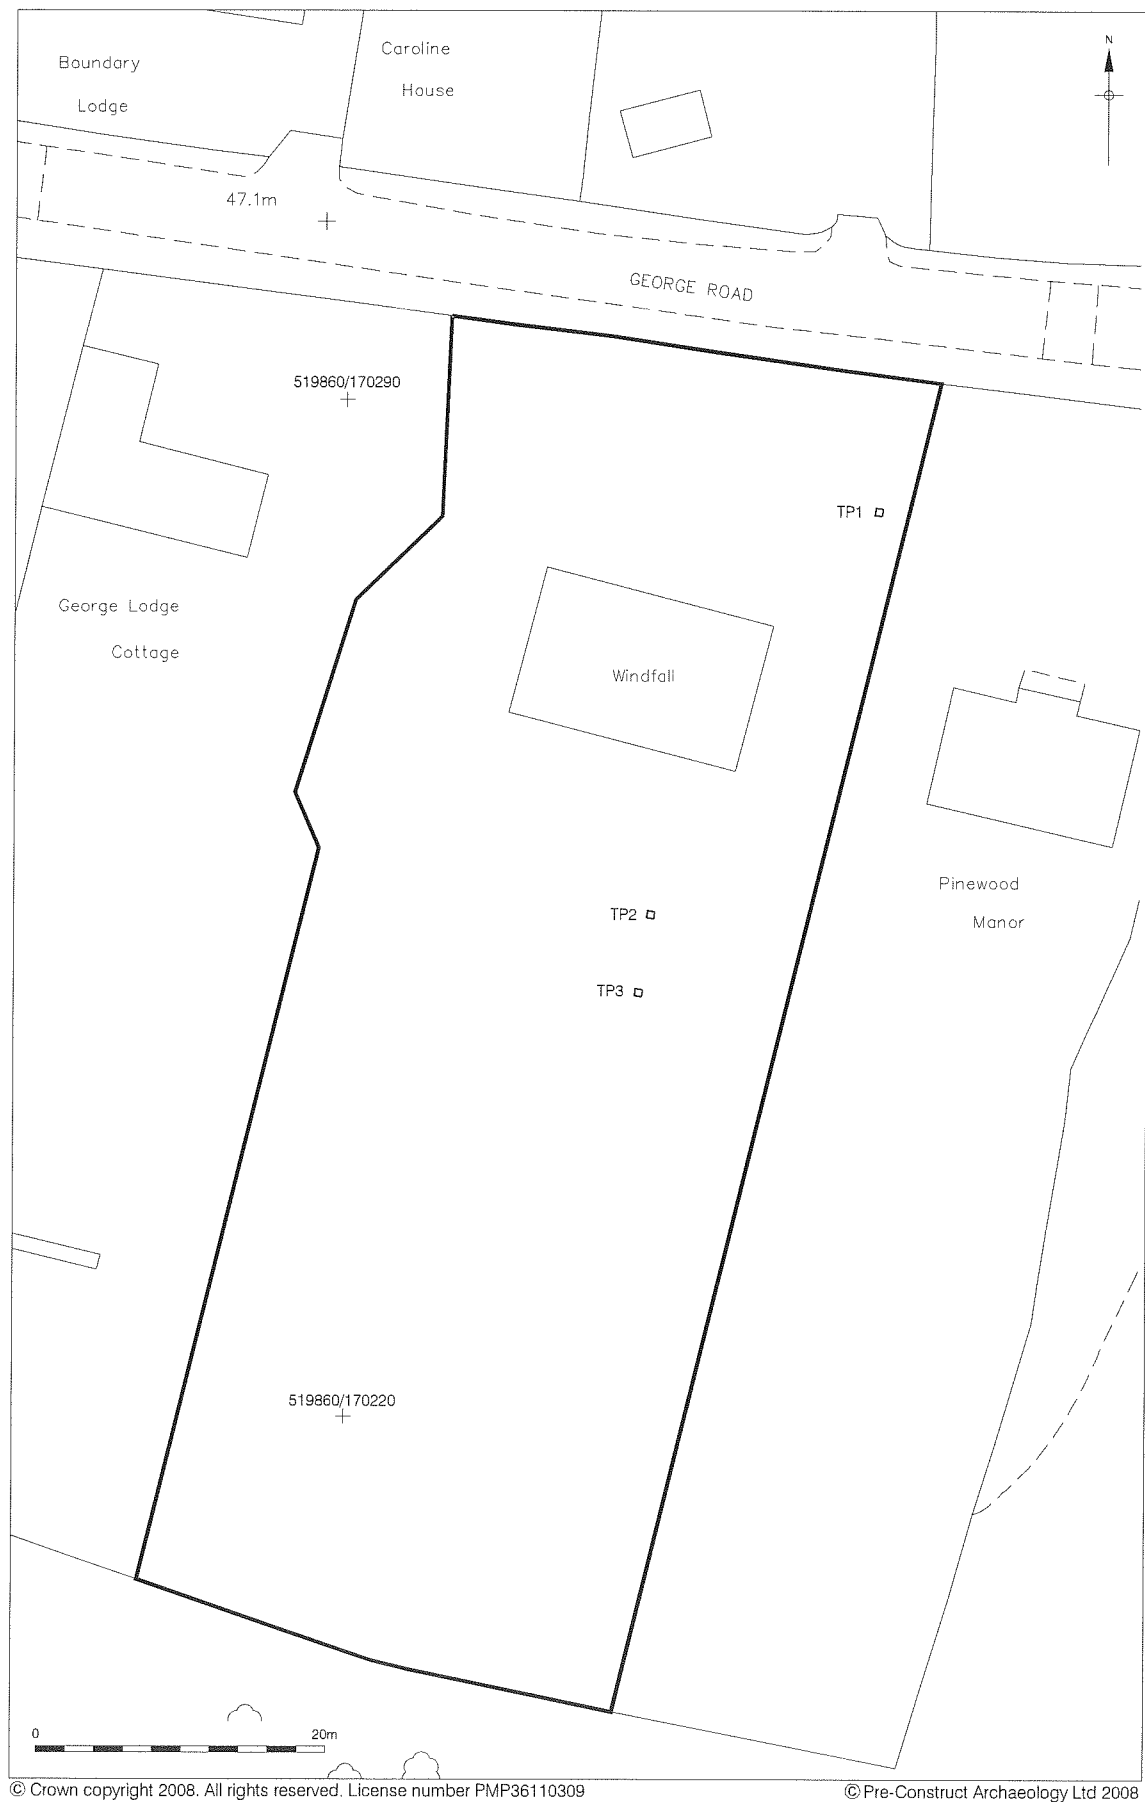 Boundary
Lodge
Caroline
House
N
47.1m
GEORGE ROAD
519860/170290
TP1
George Lodge
Cottage
Windfall
Pinewood
Manor
TP2
TP3
519860/170220
0 20m
© Crown copyright 2008. All rights reserved. License number PMP36110309
© Pre-Construct Archaeology Ltd 2008